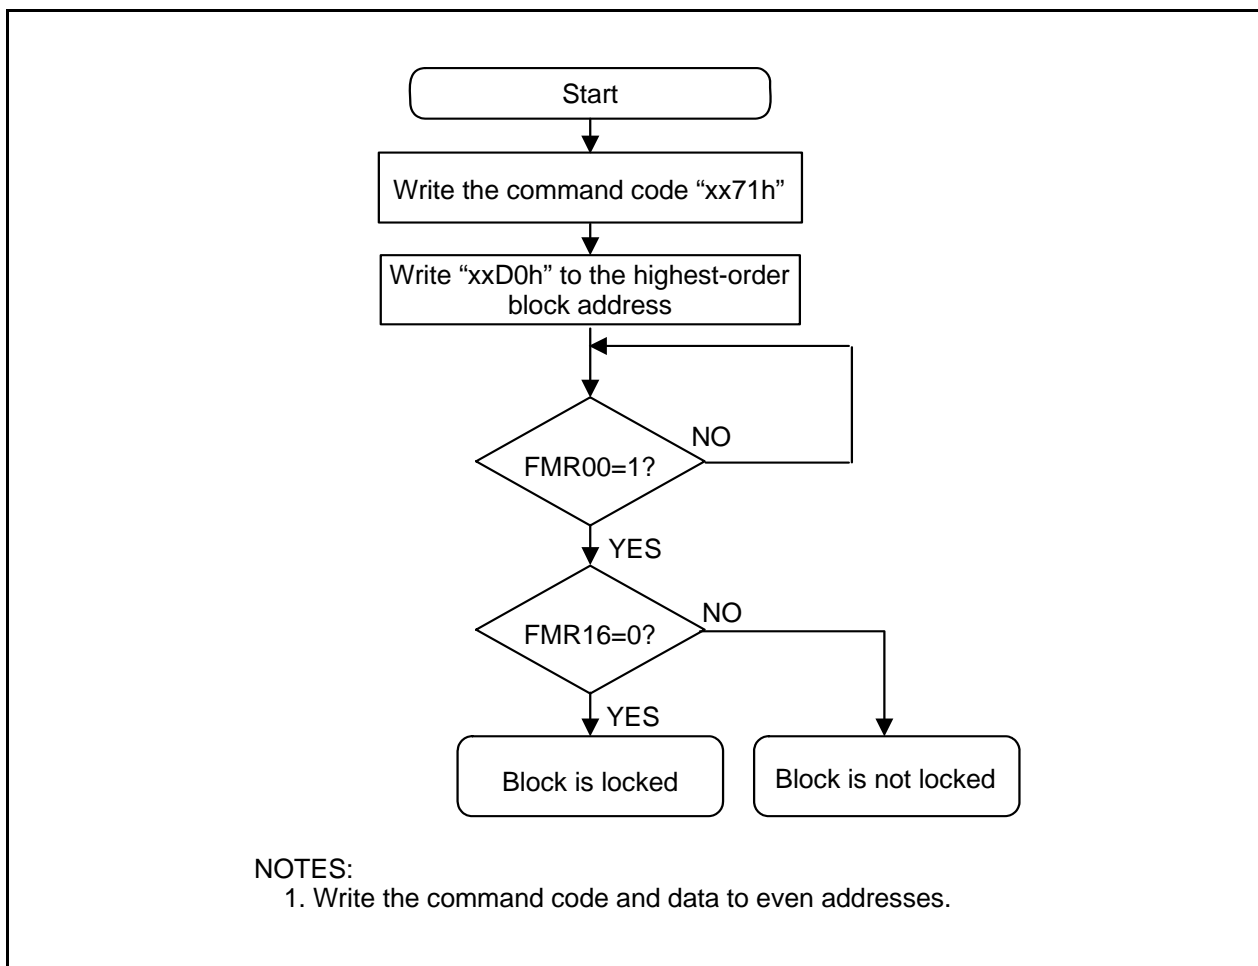 Start
Write the command code “xx71h”
Write “xxD0h” to the highest-order
block address
NO
FMR00=1?
YES
NO
FMR16=0?
YES
Block is locked
Block is not locked
NOTES:
1. Write the command code and data to even addresses.